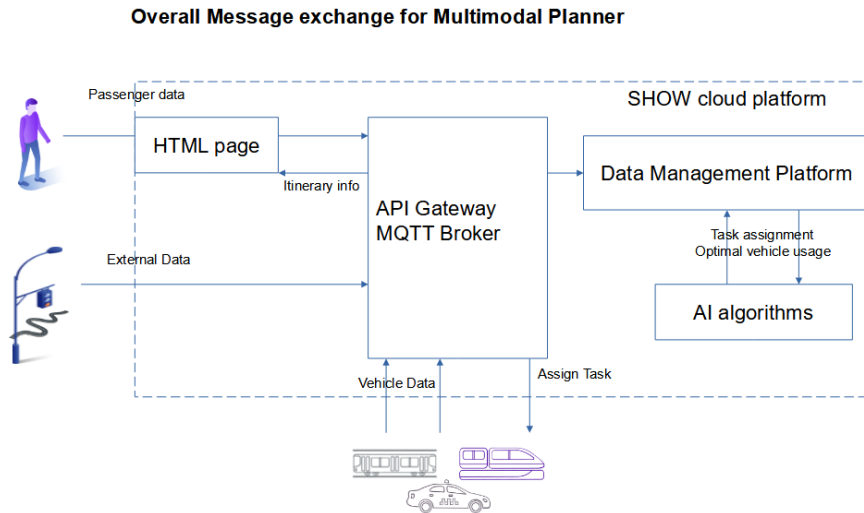 Overall Message exchange for Multimodal Planner
Passenger data
SHOW cloud platform
HTML page
Data Management Platform
Itinerary info
API Gateway
MQTT Broker
Task assignment
Optimal vehicle usage
External Data
AI algorithms
Vehicle Data
Assign Task